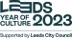 LEEDS
YEAR OF
CULTURE 2023
Supported by Leeds City Council